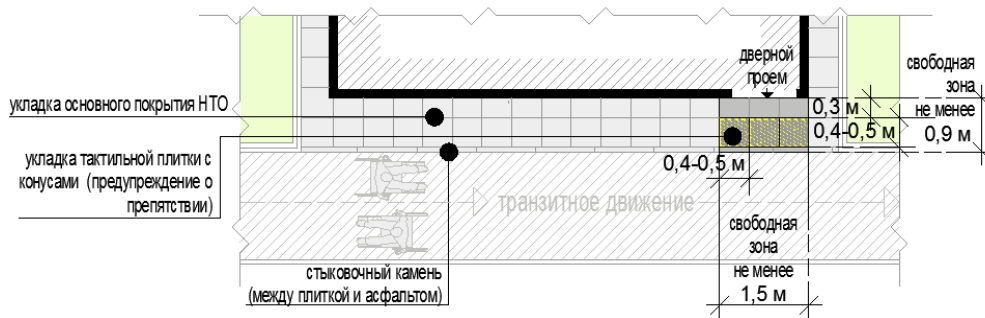 дверной
проем
свободная
зона
не менее
0,9 м
0,3 м
0,4-0,5 м
укладка основного покрытия НТО
укладка тактильной плитки с
конусами (предупреждение о
препятствии)
0,4-0,5 м
транзитное движение
свободная
зона
не менее
1,5 м
стыковочный камень
(между плиткой и асфальтом)